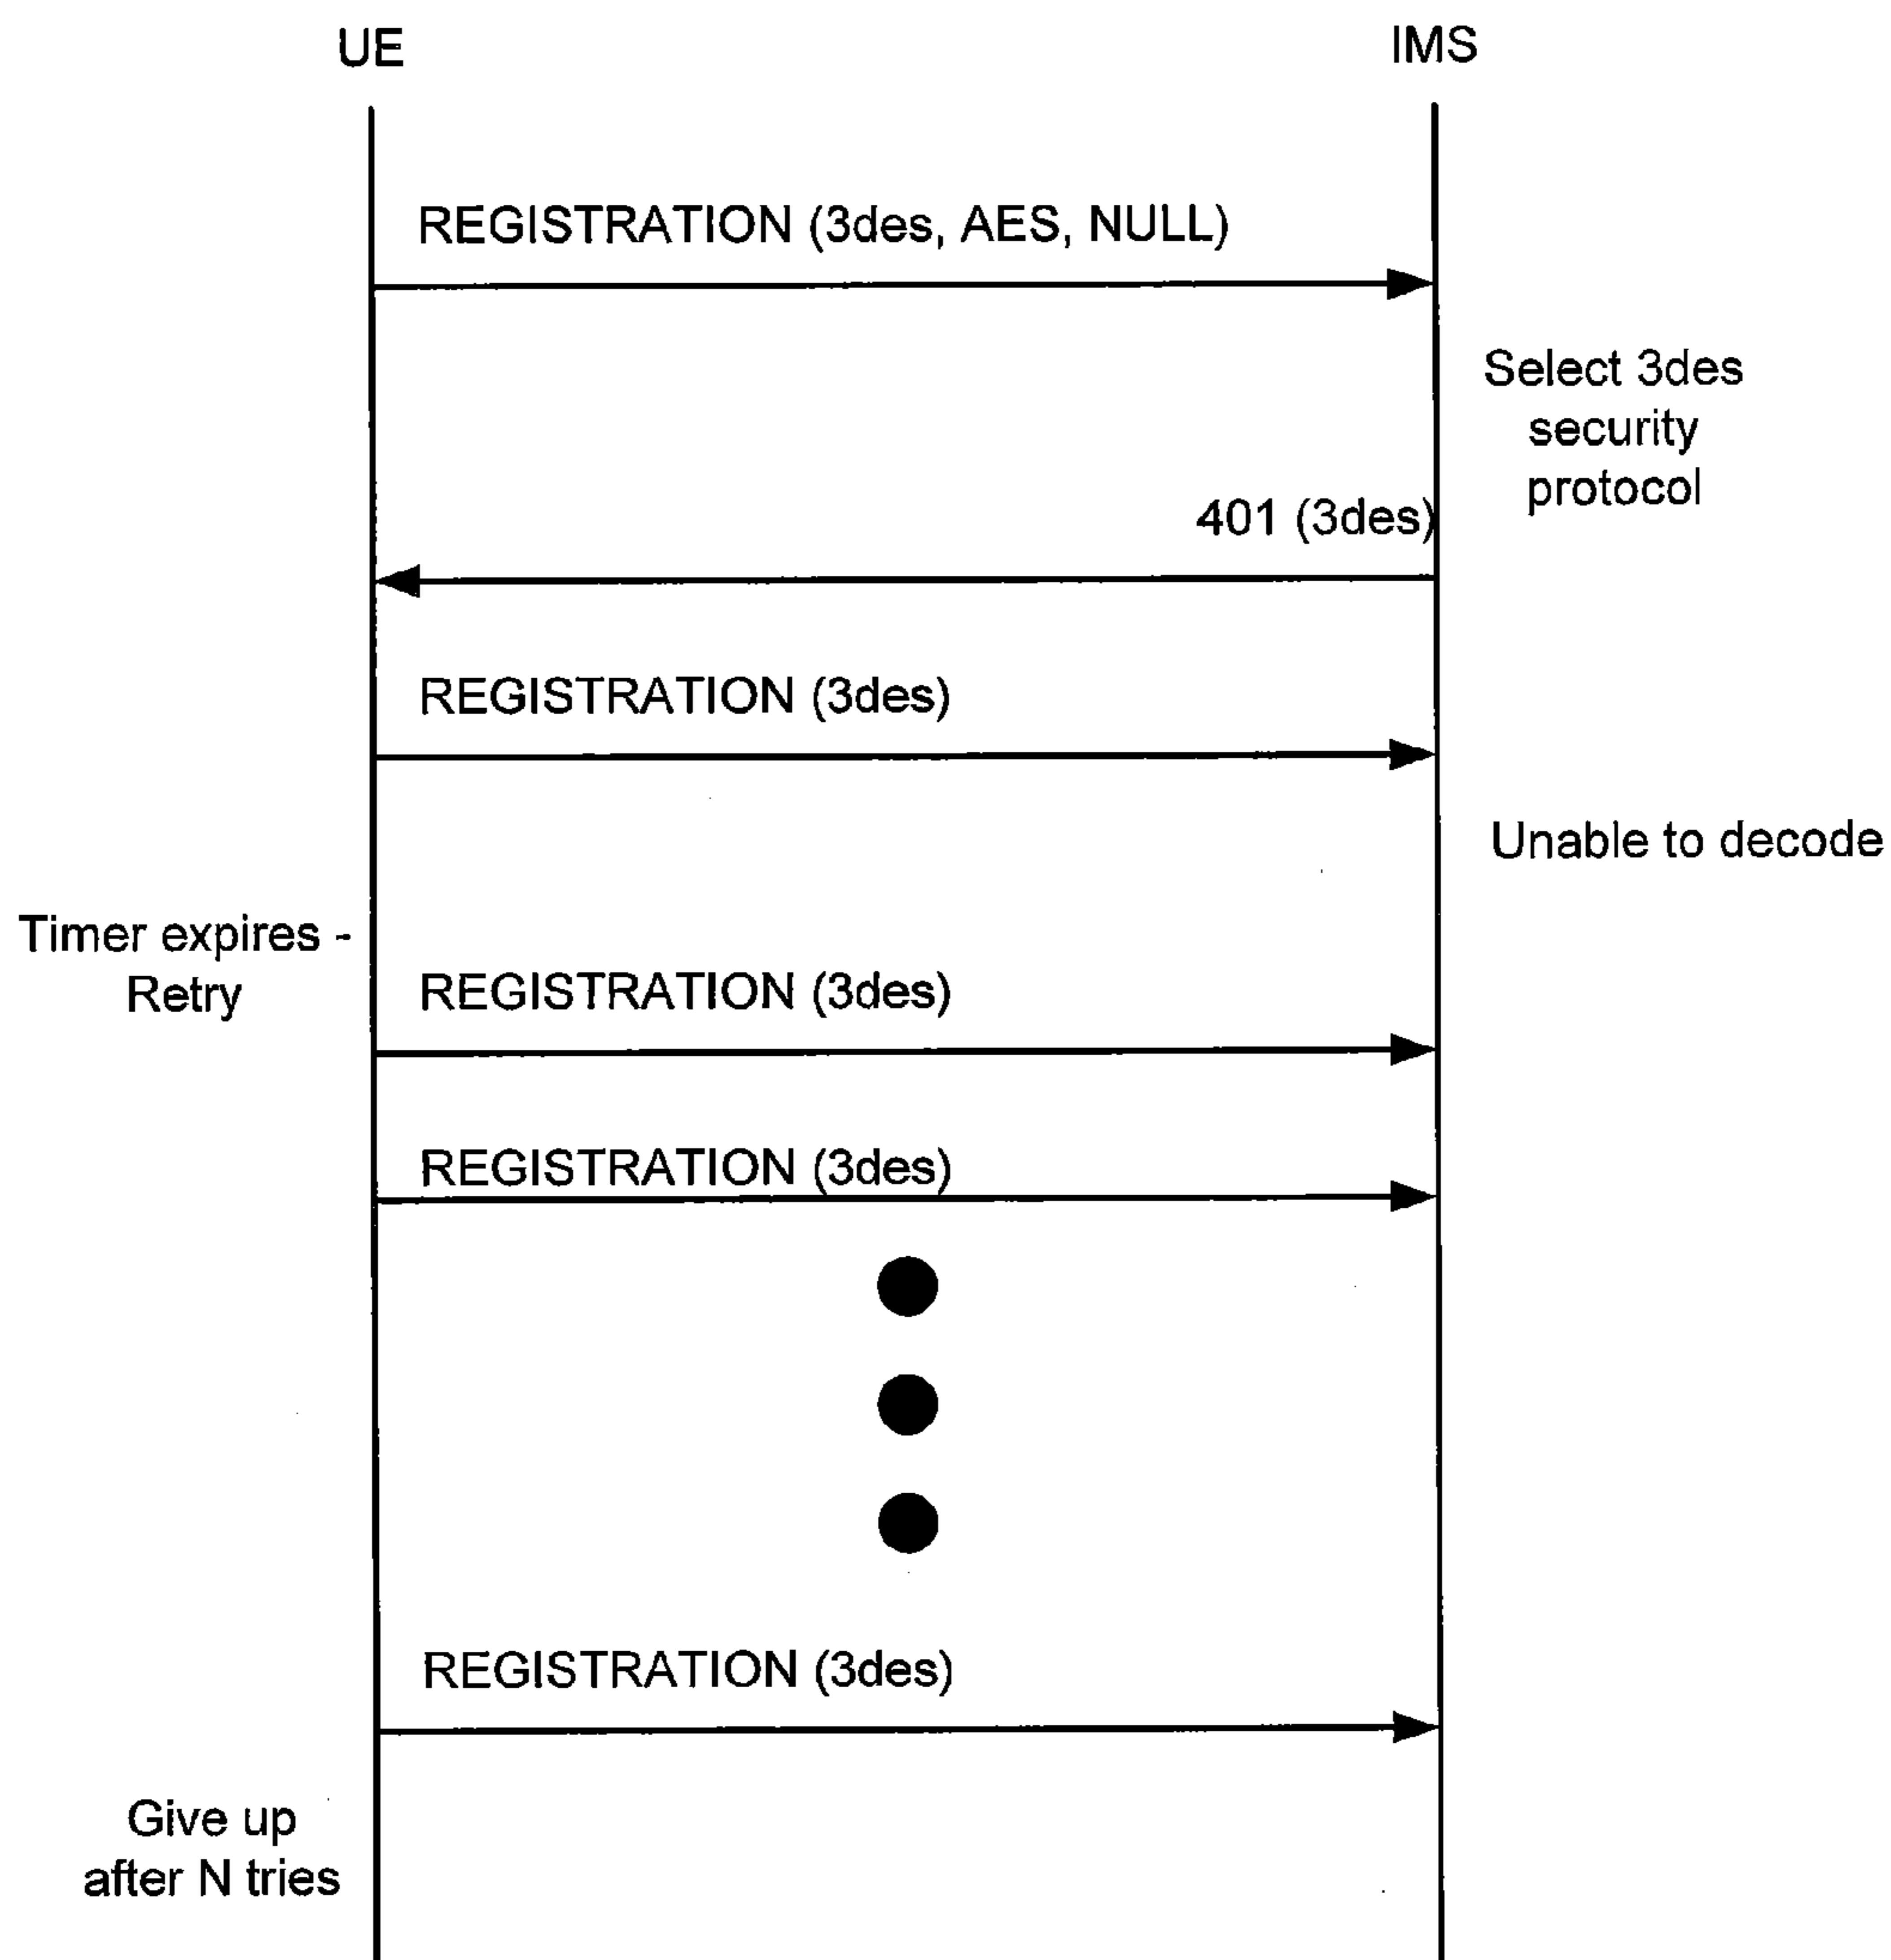 UE
IMS
REGISTRATION (3des, AES, NULL)
Select 3des
security
protocol
401 (3des)
REGISTRATION (3des)
Unable to decode
Timer expires -
Retry
REGISTRATION (3des)
REGISTRATION (3des)
REGISTRATION (3des)
Give up
after N tries